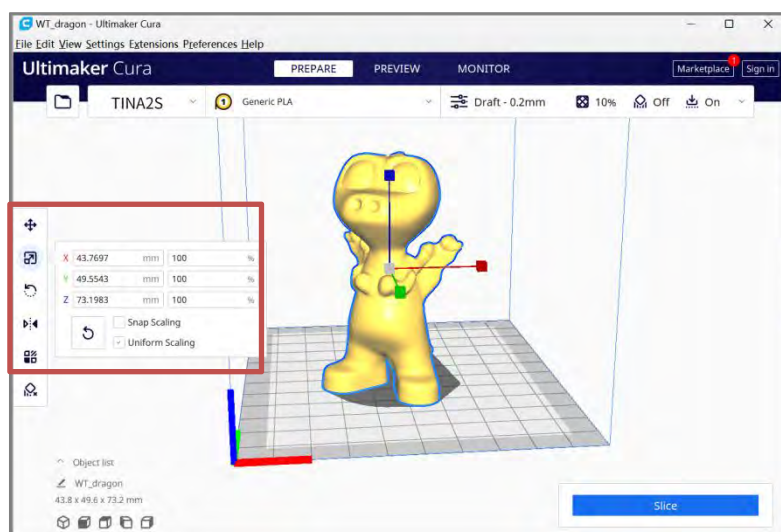 WT_dragon - Ultimaker Cura
File Edit View Settings Extensions Preferences Help
Ultimaker Cura PREPARE PREVIEW MONITOR Marketplace 1 Sign in
TINA2S 1 Generic PLA Draft - 0.2mm 10% Off On
X 43.7697 mm 100 %
Y 49.5543 mm 100 %
Z 73.1983 mm 100 %
Snap Scaling
Uniform Scaling
Object list
WT_dragon
43.8 x 49.6 x 73.2 mm
Slice